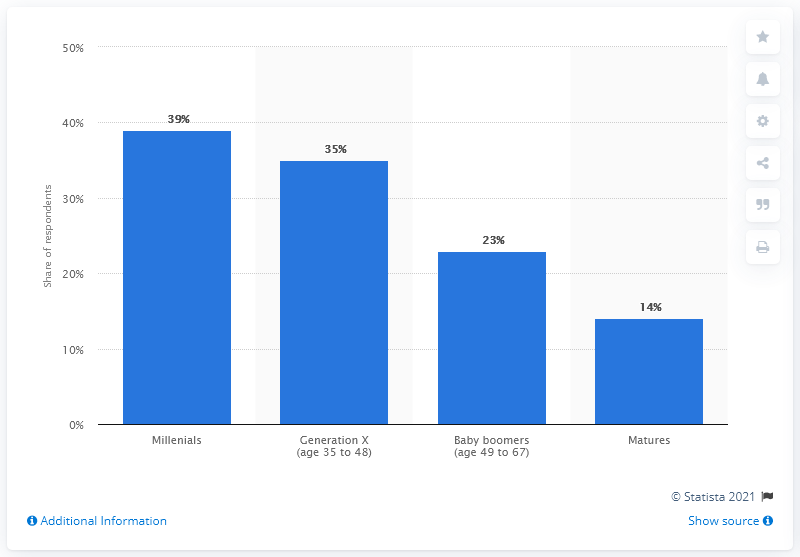 50%
40%
30%
20%
10%
0%
Share of respondents
39%
35%
23%
14%
Millenials
Generation X
(age 35 to 48)
Baby boomers
(age 49 to 67)
Matures
© Statista 2021
Additional Information
Show source